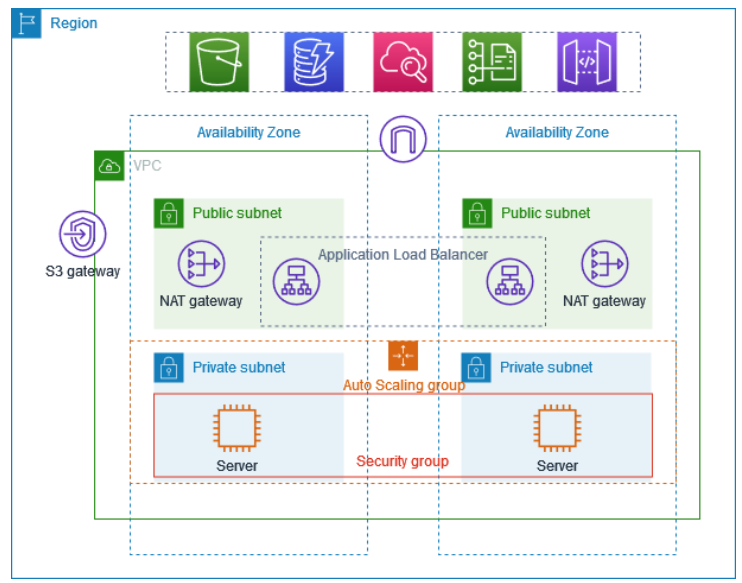 Region
Availability Zone
Availability Zone
VPC
Public subnet
Public subnet
Application Load Balancer
S3 gateway
NAT gateway
NAT gateway
Private subnet
Private subnet
Auto Scaling group
Security group
Server
Server